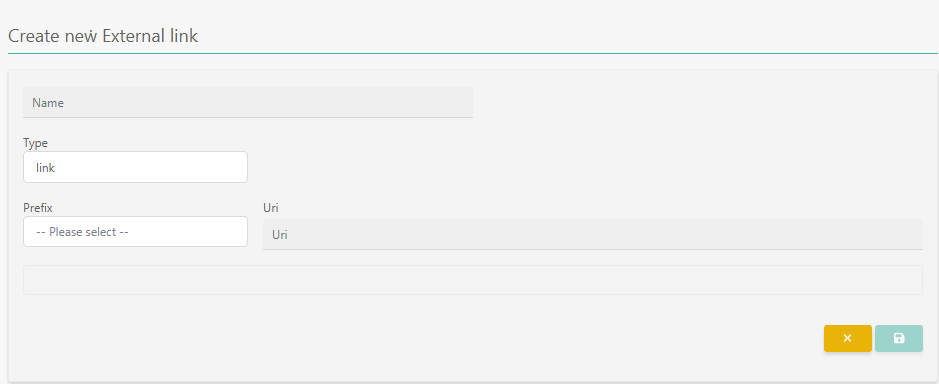 Create new External link
Name
Type
link
Prefix
Uri
-- Please select --
Uri